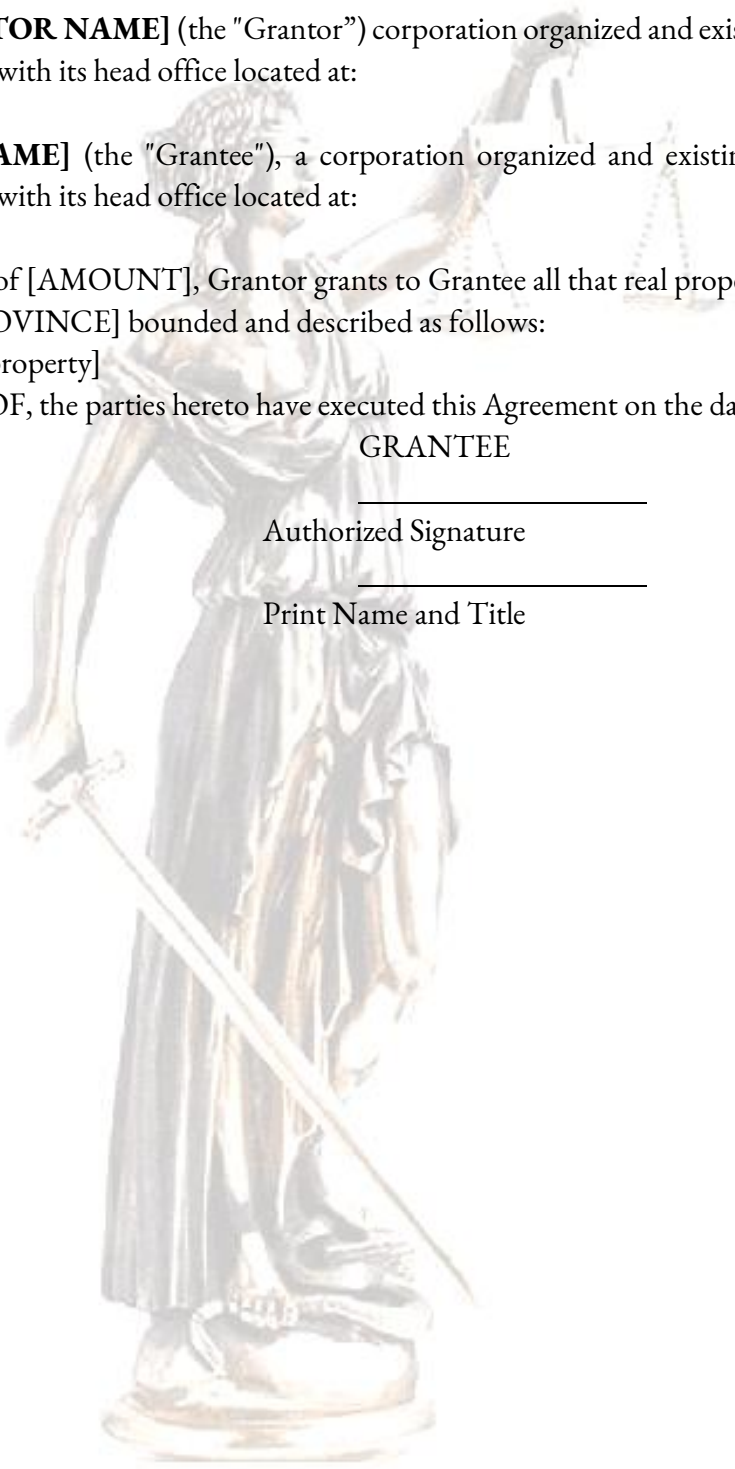 TOR NAME] (the "Grantor”) corporation organized and exis
with its head office located at:
AME] (the "Grantee"), a corporation organized and existin
with its head office located at:
of [AMOUNT], Grantor grants to Grantee all that real prope
OVINCE] bounded and described as follows:
property]
OF, the parties hereto have executed this Agreement on the da
GRANTEE
Authorized Signature
Print Name and Title